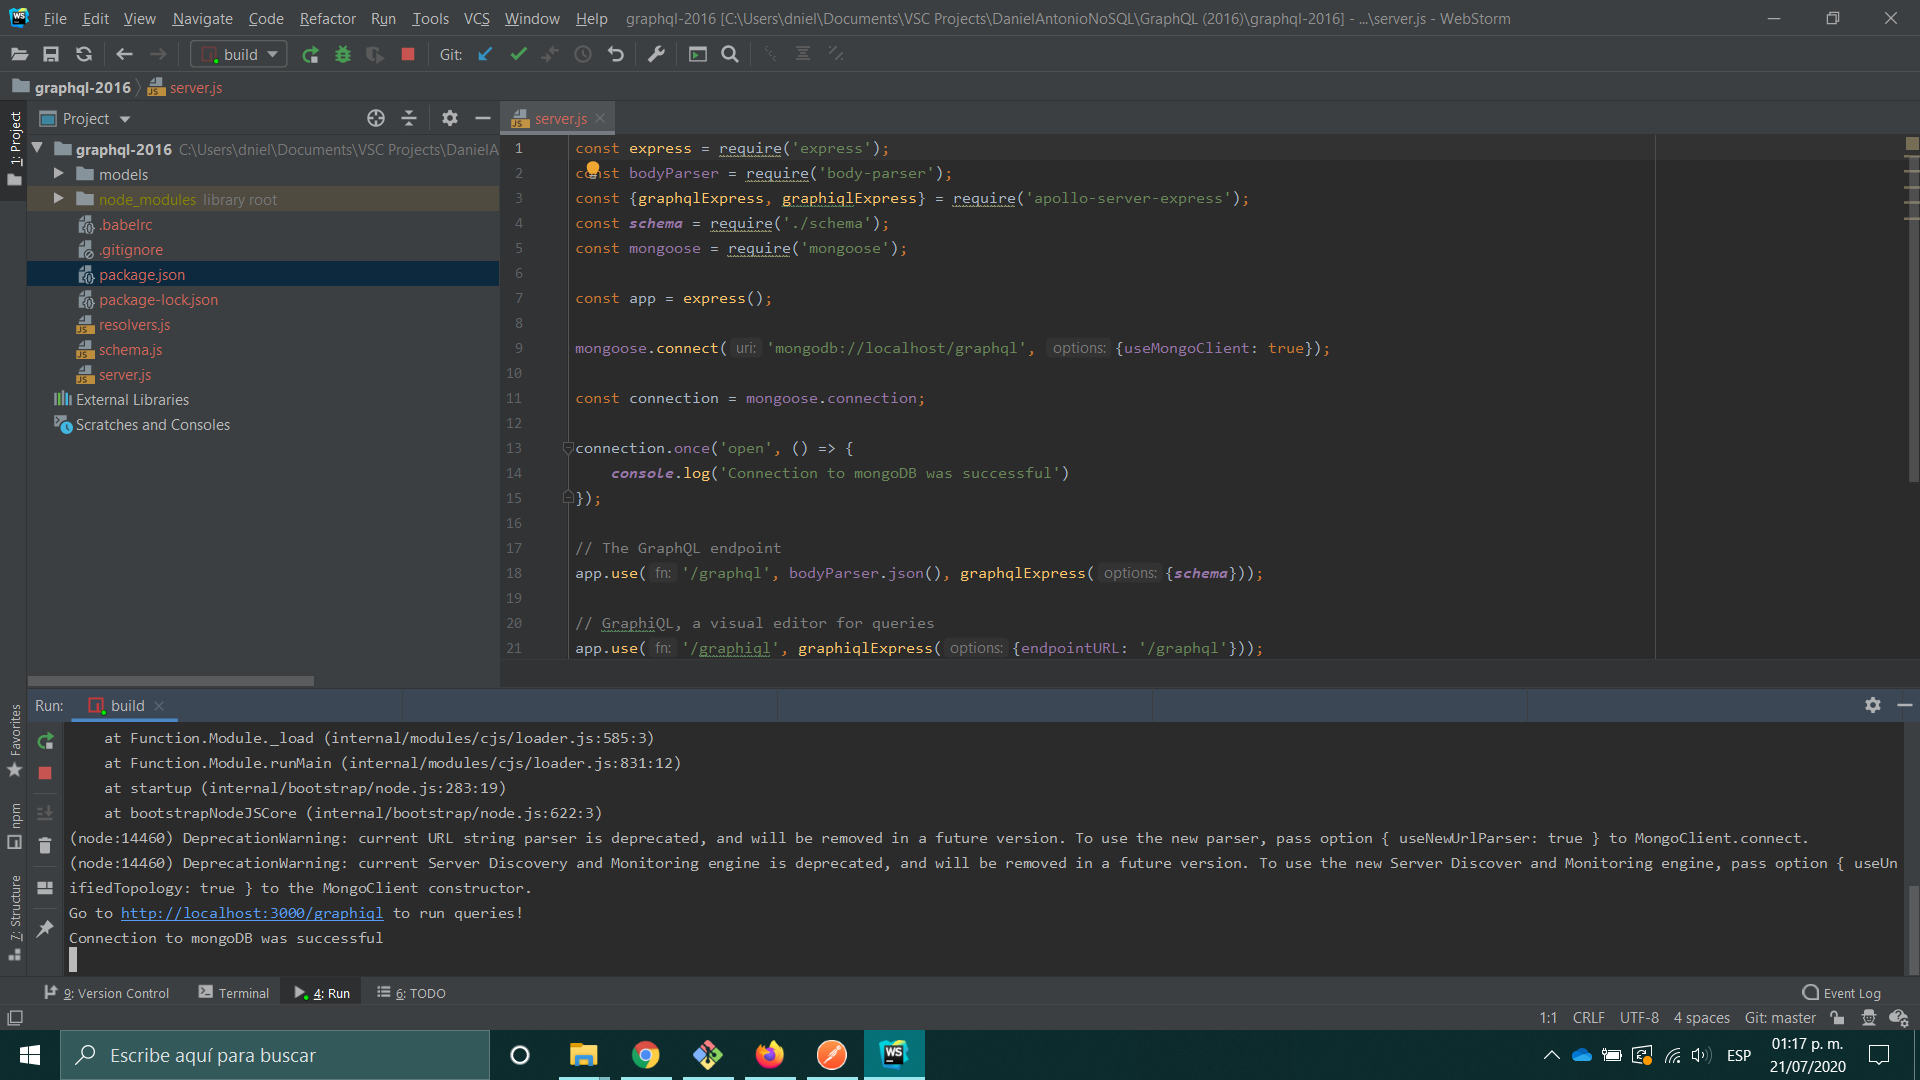 File Edit View Navigate Code Refactor Run Tools VCS Window Help graphql-2016 [C:\Users\dniel\Documents\VSC Projects\DanielAntonioNoSQL\GraphQL (2016)\graphql-2016] - ...\server.js - WebStorm
build Git:
graphql-2016 server.js
1: Project
Project
server.js
graphql-2016 C:\Users\dniel\Documents\VSC Projects\DanielA
models
node_modules library root
.babelrc
.gitignore
package.json
package-lock.json
resolvers.js
schema.js
server.js
External Libraries
Scratches and Consoles
1 const express = require('express');
2 const bodyParser = require('body-parser');
3 const {graphqlExpress, graphiqlExpress} = require('apollo-server-express');
4 const schema = require('./schema');
5 const mongoose = require('mongoose');
6
7 const app = express();
8
9 mongoose.connect( uri: 'mongodb://localhost/graphql', options: {useMongoClient: true});
10
11 const connection = mongoose.connection;
12
13 connection.once('open', () => {
14 console.log('Connection to mongoDB was successful')
15 });
16
17 // The GraphQL endpoint
18 app.use( fn: '/graphql', bodyParser.json(), graphqlExpress( options: {schema}));
19
20 // GraphiQL, a visual editor for queries
21 app.use( fn: '/graphiql', graphiqlExpress( options: {endpointURL: '/graphql'}));
Run: build
Favorites
npm
7: Structure
at Function.Module._load (internal/modules/cjs/loader.js:585:3)
at Function.Module.runMain (internal/modules/cjs/loader.js:831:12)
at startup (internal/bootstrap/node.js:283:19)
at bootstrapNodeJSCore (internal/bootstrap/node.js:622:3)
(node:14460) DeprecationWarning: current URL string parser is deprecated, and will be removed in a future version. To use the new parser, pass option { useNewUrlParser: true } to MongoClient.connect.
(node:14460) DeprecationWarning: current Server Discovery and Monitoring engine is deprecated, and will be removed in a future version. To use the new Server Discover and Monitoring engine, pass option { useUn
ifiedTopology: true } to the MongoClient constructor.
Go to http://localhost:3000/graphiql to run queries!
Connection to mongoDB was successful
9: Version Control Terminal 4: Run 6: TODO Event Log
1:1 CRLF UTF-8 4 spaces Git: master
Escribe aquí para buscar
WS
ESP
01:17 p. m.
21/07/2020